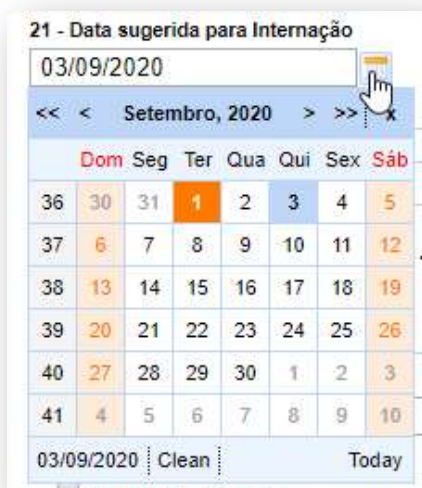 21 - Data sugerida para Internação
03/09/2020
<< < Setembro, 2020 > >> x
Dom Seg Ter Qua Qui Sex Sáb
36 30 31 1 2 3 4 5
37 6 7 8 9 10 11 12
38 13 14 15 16 17 18 19
39 20 21 22 23 24 25 26
40 27 28 29 30 1 2 3
41 4 5 6 7 8 9 10
03/09/2020 Clean Today